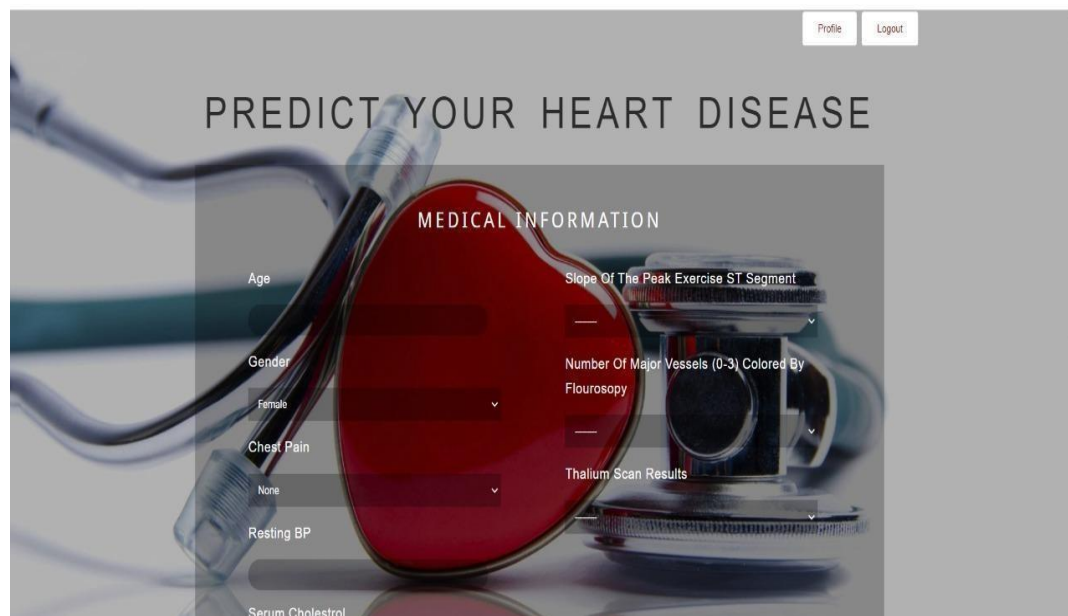 Profile
Logout
PREDICT YOUR HEART DISEASE
MEDICAL INFORMATION
Age
Gender
Female
Chest Pain
None
Resting BP
Serum Cholestrol
Slope Of The Peak Exercise ST Segment
Number Of Major Vessels (0-3) Colored By
Flourosopy
Thalium Scan Results